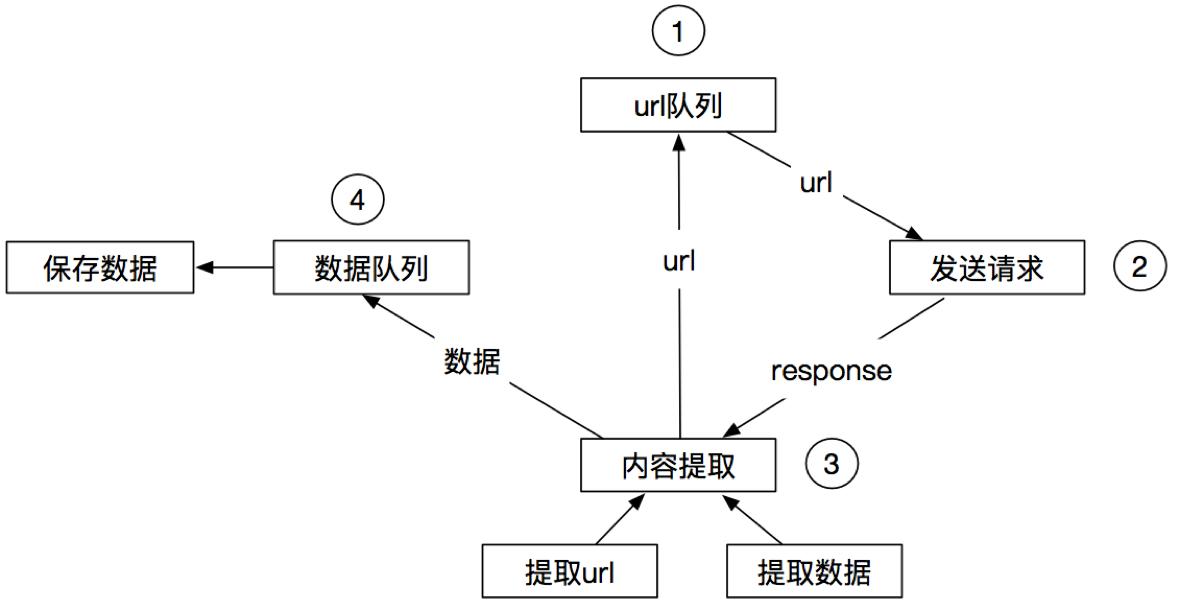 1
url队列
url
4
保存数据
数据队列
url
发送请求
2
数据
response
内容提取
3
提取url
提取数据